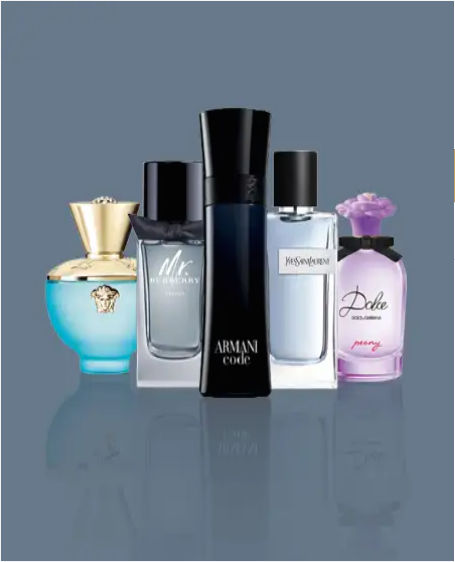 Mr.
BURBERRY
ARMANI
code
YVESSAINTLAURENT
Dolce
DOLCE&GABBANA
peony